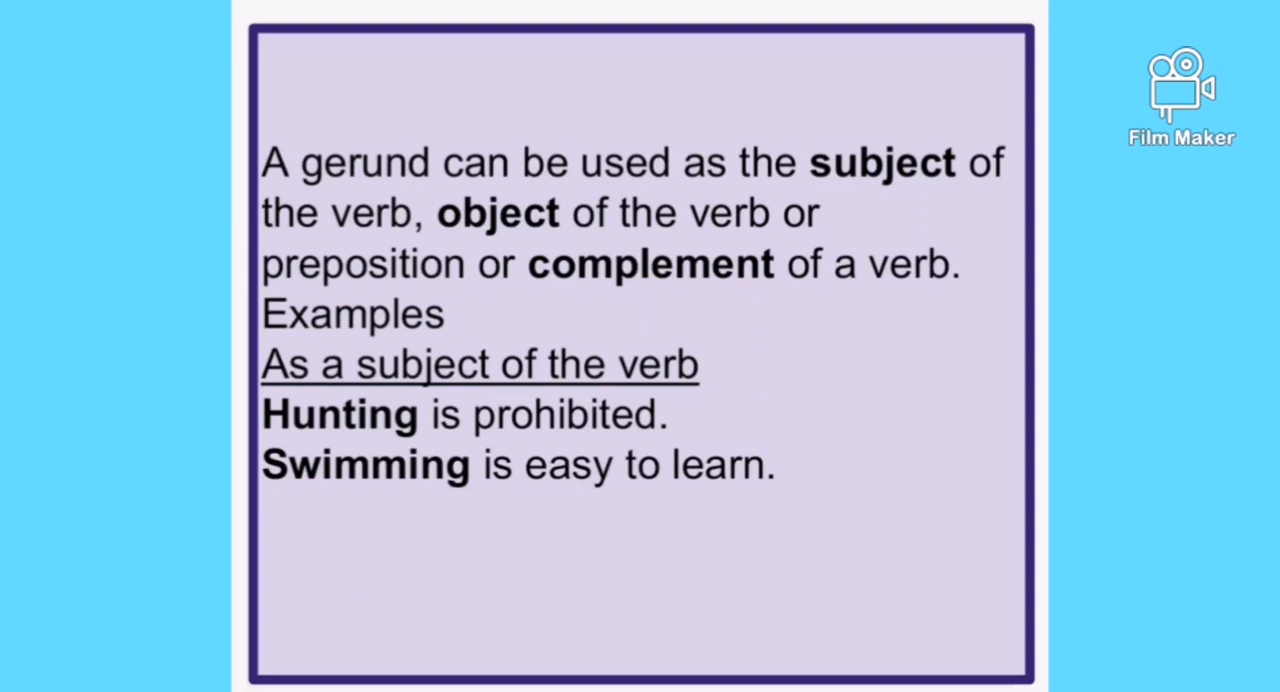 A gerund can be used as the subject of
the verb, object of the verb or
preposition or complement of a verb.
Examples
As a subject of the verb
Hunting is prohibited.
Swimming is easy to learn.
Film Maker